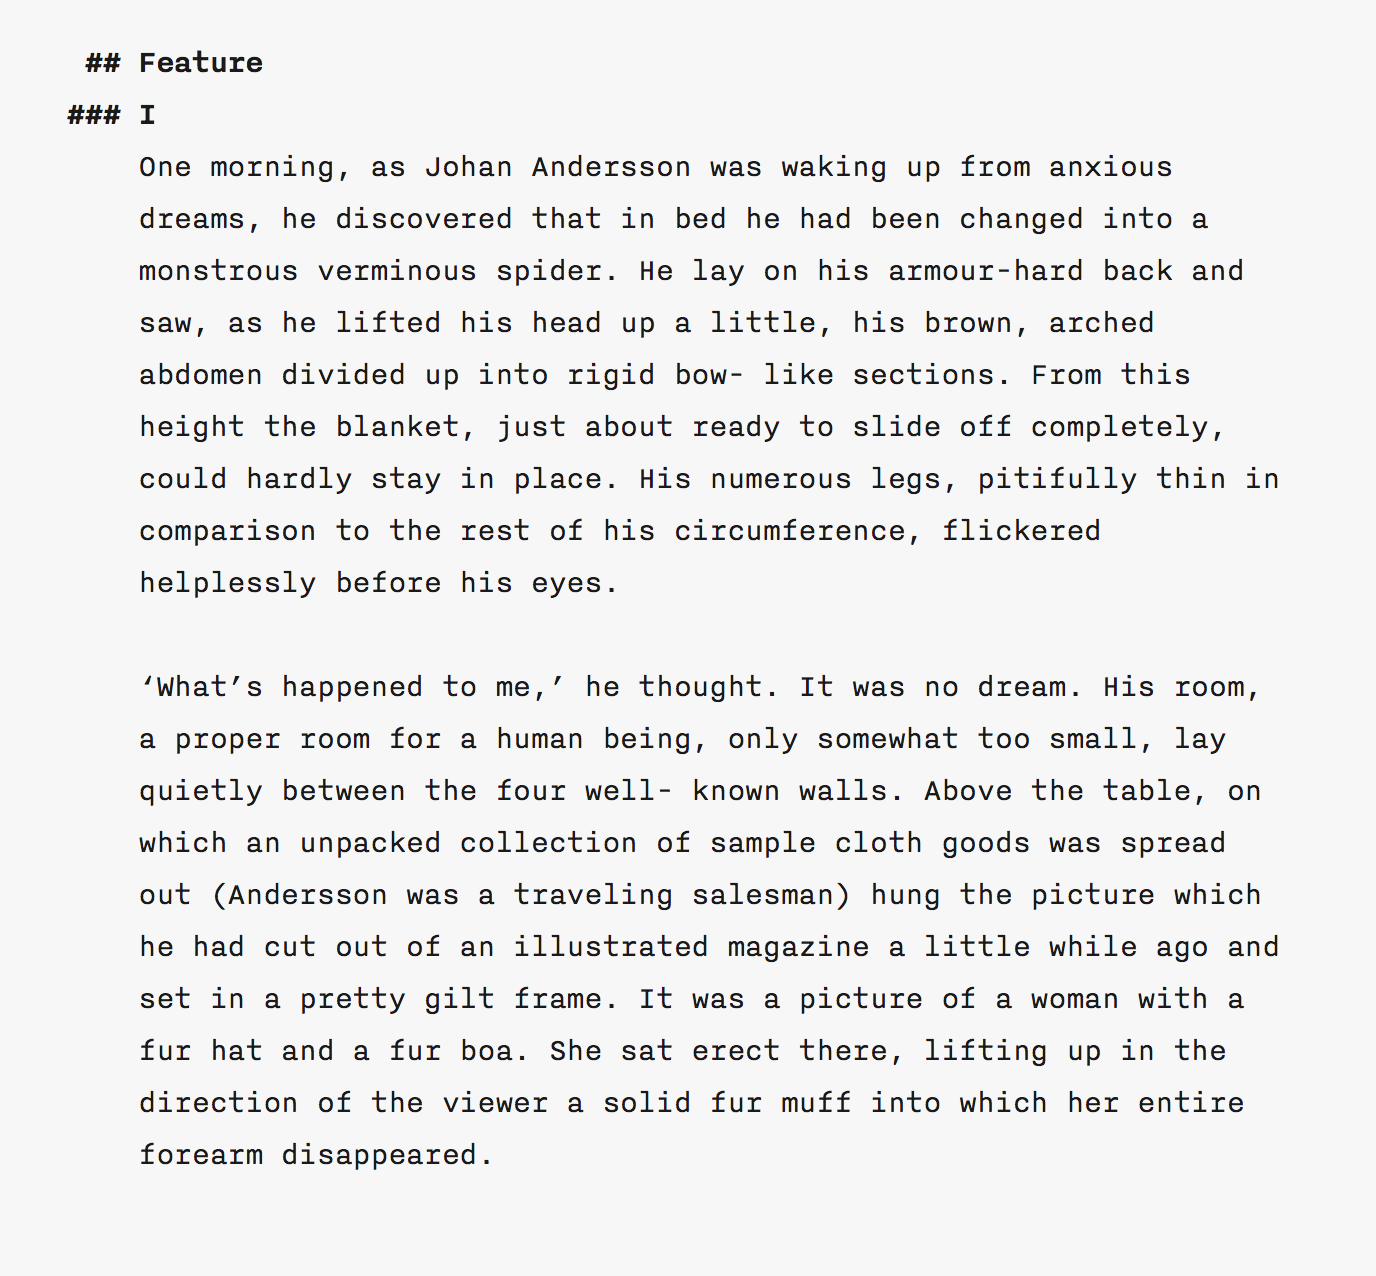 ## Feature
### I
One morning, as Johan Andersson was waking up from anxious
dreams, he discovered that in bed he had been changed into a
monstrous verminous spider. He lay on his armour-hard back and
saw, as he lifted his head up a little, his brown, arched
abdomen divided up into rigid bow- like sections. From this
height the blanket, just about ready to slide off completely,
could hardly stay in place. His numerous legs, pitifully thin in
comparison to the rest of his circumference, flickered
helplessly before his eyes.
‘What’s happened to me,’ he thought. It was no dream. His room,
a proper room for a human being, only somewhat too small, lay
quietly between the four well- known walls. Above the table, on
which an unpacked collection of sample cloth goods was spread
out (Andersson was a traveling salesman) hung the picture which
he had cut out of an illustrated magazine a little while ago and
set in a pretty gilt frame. It was a picture of a woman with a
fur hat and a fur boa. She sat erect there, lifting up in the
direction of the viewer a solid fur muff into which her entire
forearm disappeared.